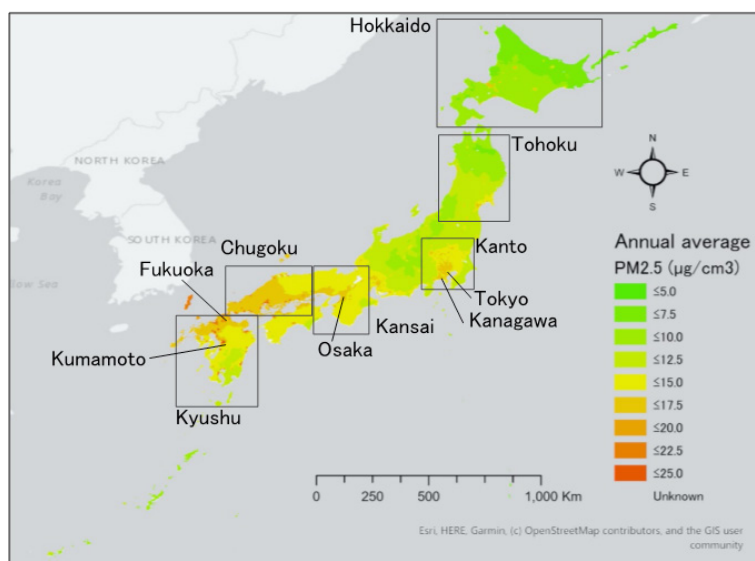 Hokkaido
Tohoku
NORTH KOREA
Korea
Bay
SOUTH KOREA
Chugoku
Kanto
Fukuoka
Tokyo
Kanagawa
Kansai
Osaka
Kumamoto
Kyushu
ow Sea
N
W
E
S
Annual average
PM2.5 (μg/cm3)
≤5.0
≤7.5
≤10.0
≤12.5
≤15.0
≤17.5
≤20.0
≤22.5
≤25.0
Unknown
0 250 500 1,000 Km
Esri, HERE, Garmin, (c) OpenStreetMap contributors, and the GIS user
community